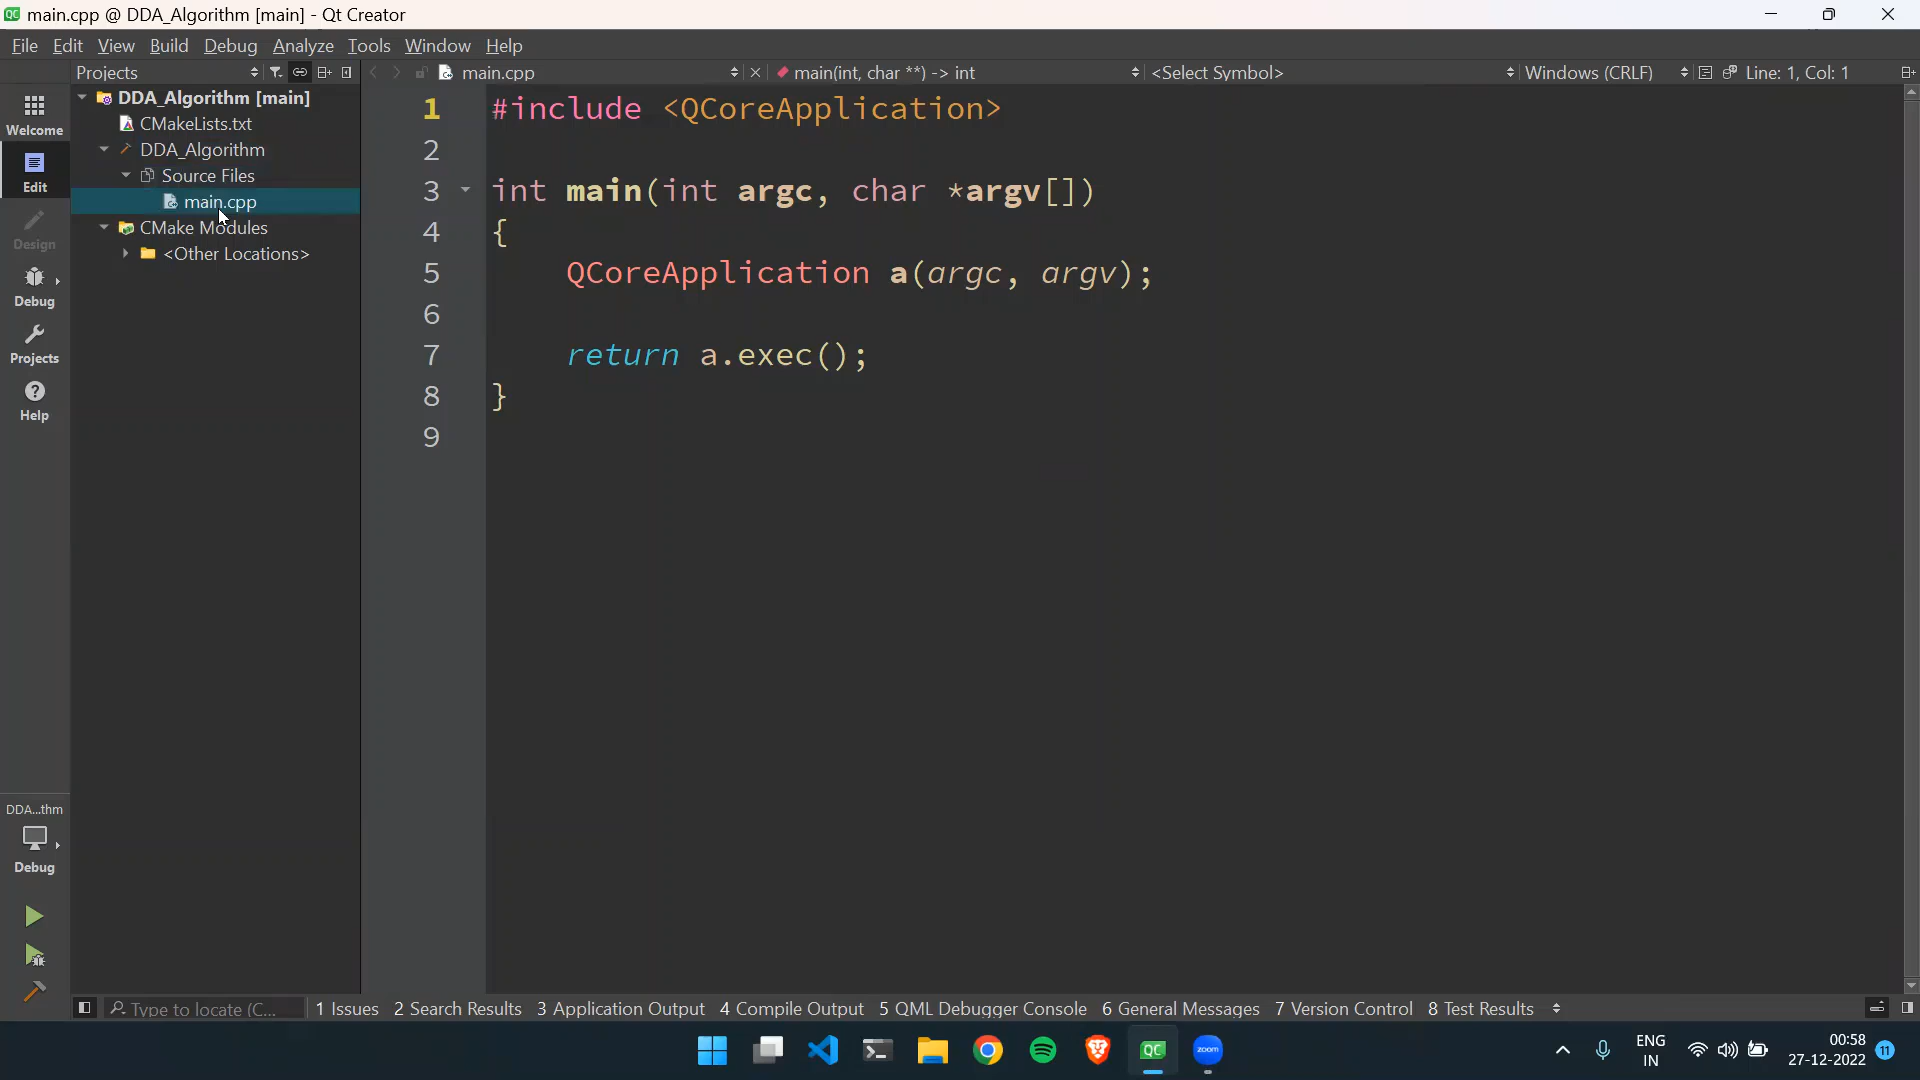 main.cpp @ DDA_Algorithm [main] - Qt Creator
File Edit View Build Debug Analyze Tools Window Help
Projects
main.cpp
main(int, char **) -> int
<Select Symbol>
Windows (CRLF)
Line: 1, Col: 1
Welcome
Edit
Design
Debug
Projects
Help
DDA...thm
Debug
DDA_Algorithm [main]
CMakeLists.txt
DDA_Algorithm
Source Files
main.cpp
CMake Modules
<Other Locations>
1 #include <QCoreApplication>
2
3 int main(int argc, char *argv[])
4 {
5 QCoreApplication a(argc, argv);
6
7 return a.exec();
8 }
9
Type to locate (C...
1 Issues 2 Search Results 3 Application Output 4 Compile Output 5 QML Debugger Console 6 General Messages 7 Version Control 8 Test Results
QC
zoom
ENG
IN
00:58
27-12-2022
11